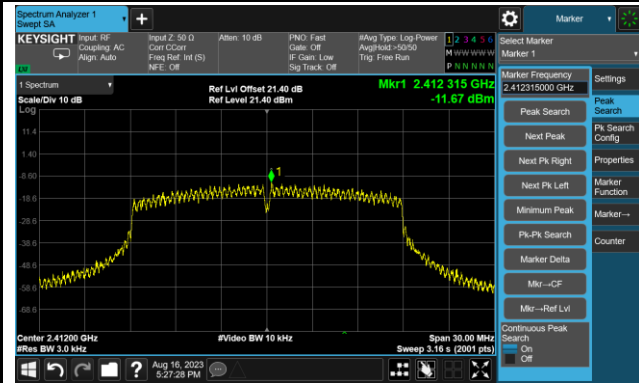 Spectrum Analyzer 1
Swept SA
+
Marker
KEYSIGHT
Input: RF
Coupling: AC
Align: Auto
Input Z: 50 Ω
Corr CCorr
Freq Ref: Int (S)
NFE: Off
Atten: 10 dB
PNO: Fast
Gate: Off
IF Gain: Low
Sig Track: Off
#Avg Type: Log-Power
Avg|Hold:>50/50
Trig: Free Run
1 2 3 4 5 6
M W W W W W
P N N N N N
Select Marker
Marker 1
1 Spectrum
Scale/Div 10 dB
Log
Ref Lvl Offset 21.40 dB
Ref Level 21.40 dBm
Mkr1 2.412 315 GHz
-11.67 dBm
11.4
1.40
-8.60
-18.6
-28.6
-38.6
-48.6
-58.6
-68.6
1
Center 2.41200 GHz
#Res BW 3.0 kHz
#Video BW 10 kHz
Span 30.00 MHz
Sweep 3.16 s (2001 pts)
Marker Frequency
2.412315000 GHz
Peak Search
Next Peak
Next Pk Right
Next Pk Left
Minimum Peak
Pk-Pk Search
Marker Delta
Mkr→CF
Mkr→Ref Lvl
Continuous Peak
Search
On
Off
Settings
Peak
Search
Pk Search
Config
Properties
Marker
Function
Marker→
Counter
?
Aug 16, 2023
5:27:28 PM